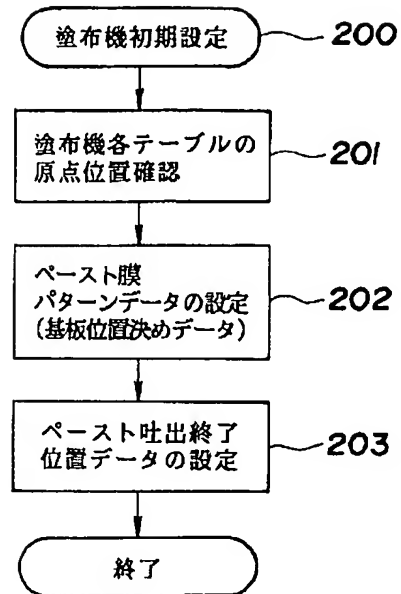 塗布機初期設定
200
塗布機各テーブルの
原点位置確認
201
ペースト膜
パターンデータの設定
(基板位置決めデータ)
202
ペースト吐出終了
位置データの設定
203
終了